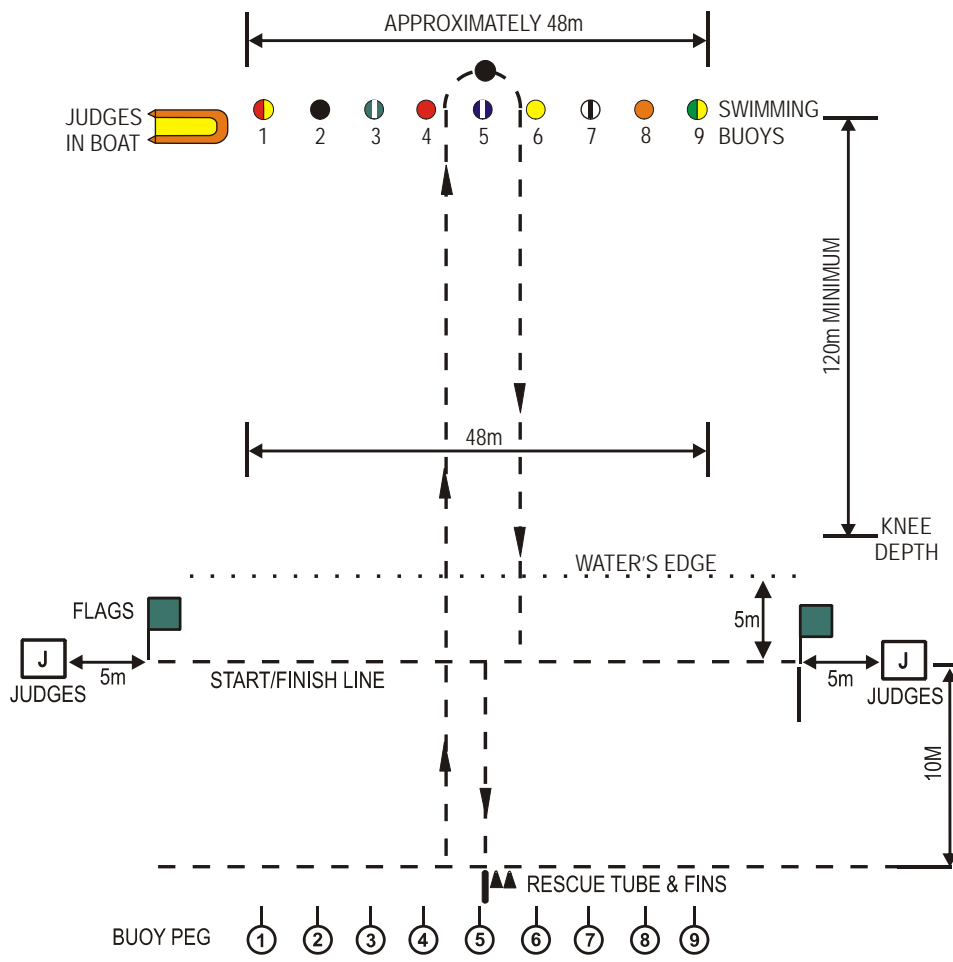 APPROXIMATELY 48m
JUDGES
IN BOAT
1 2 3 4 5 6 7 8 9
SWIMMING
BUOYS
120m MINIMUM
48m
KNEE
DEPTH
WATER'S EDGE
FLAGS
5m
J
5m
JUDGES
START/FINISH LINE
J
5m
JUDGES
10M
RESCUE TUBE & FINS
BUOY PEG
1 2 3 4 5 6 7 8 9